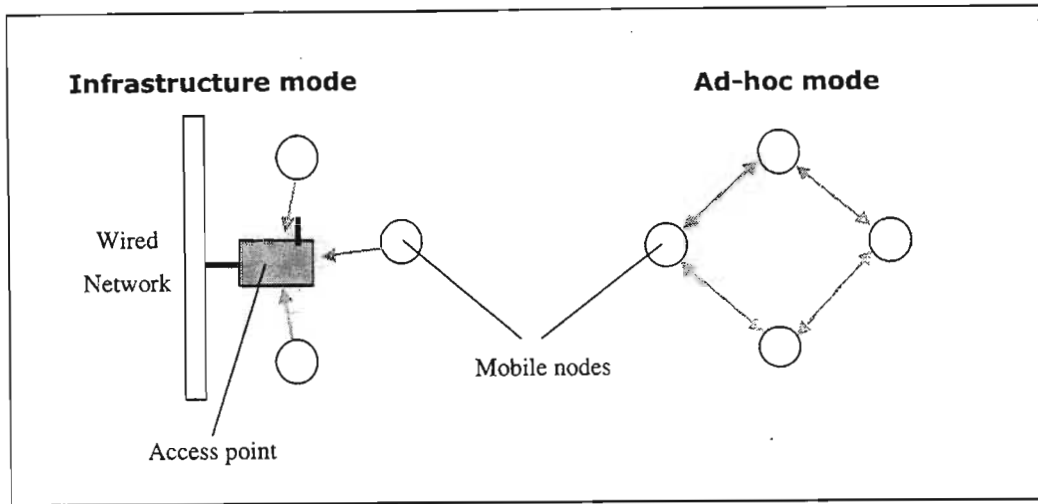 Infrastructure mode
Ad-hoc mode
Wired
Network
Mobile nodes
Access point